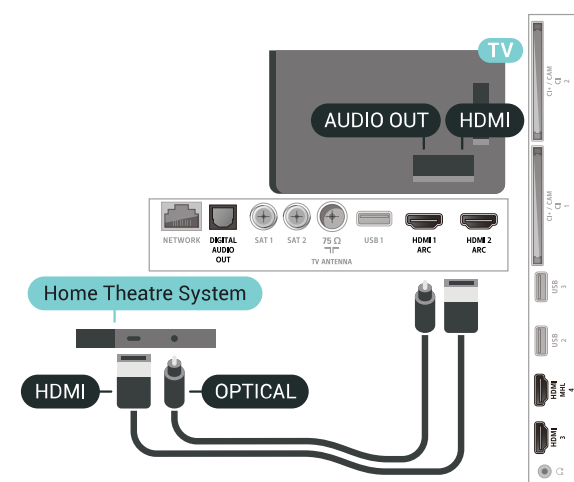 TV
AUDIO OUT
HDMI
NETWORK
DIGITAL
AUDIO
OUT
SAT 1
SAT 2
75 Ω
TV ANTENNA
USB 1
HDMI 1
ARC
HDMI 2
ARC
Home Theatre System
HDMI
OPTICAL
CI+ / CAM
2
CI+ / CAM
1
USB
3
USB
2
HDMI
MHL
4
HDMI
3